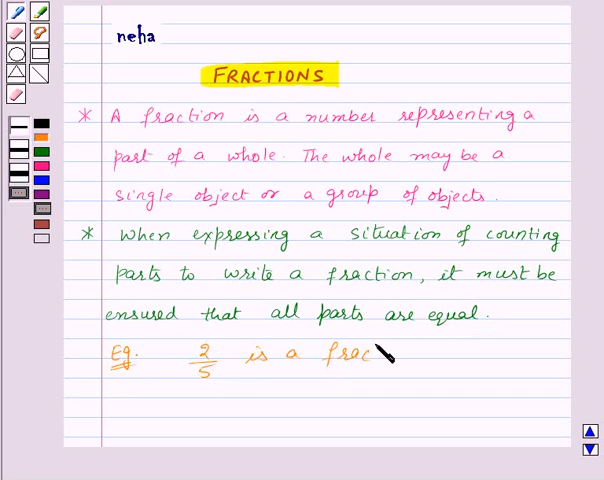 neha
FRACTIONS
* A fraction is a number representing a
part of a whole. The whole may be a
single object or a group of objects.
* When expressing a situation of counting
parts to write a fraction, it must be
ensured that all parts are equal.
Eg. 2/5 is a frac